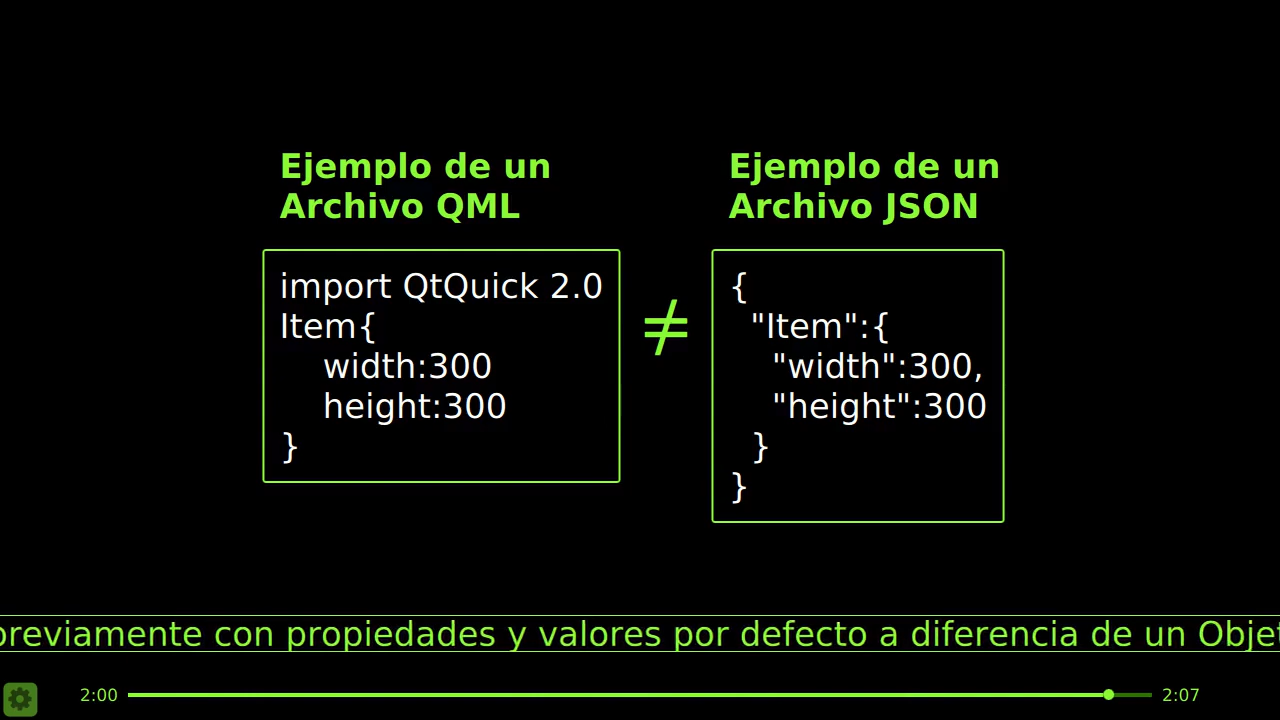 Ejemplo de un
Archivo QML
import QtQuick 2.0
Item{
    width:300
    height:300
}
≠
Ejemplo de un
Archivo JSON
{
  "Item":{
    "width":300,
    "height":300
  }
}
previamente con propiedades y valores por defecto a diferencia de un
2:00
2:07